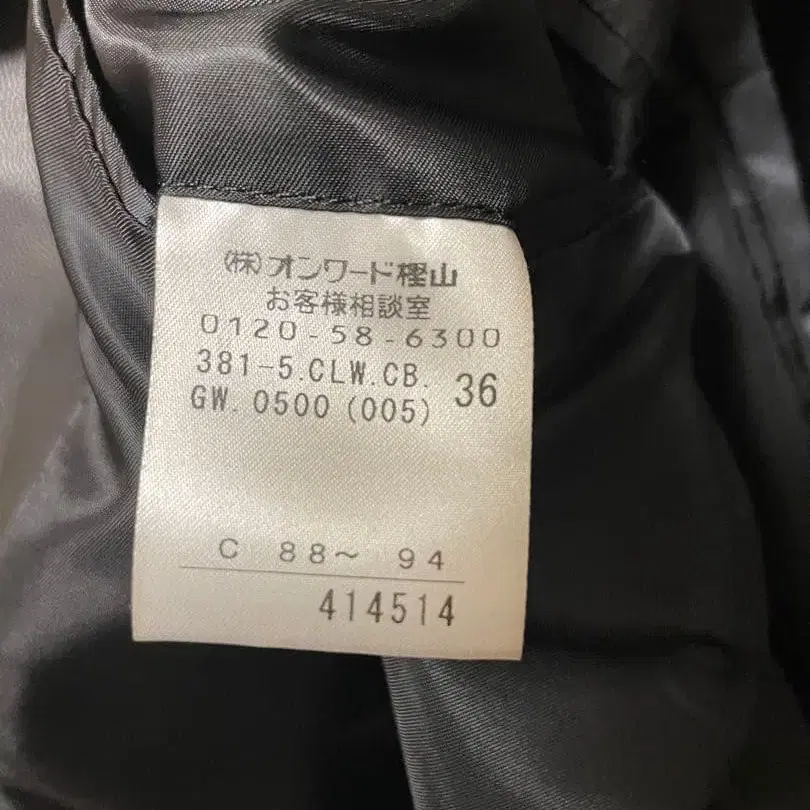 (株)オンワード樫山
お客様相談室
0120-58-6300
381-5.CLW.CB. 36
GW.0500(005)
C 88〜 94
414514